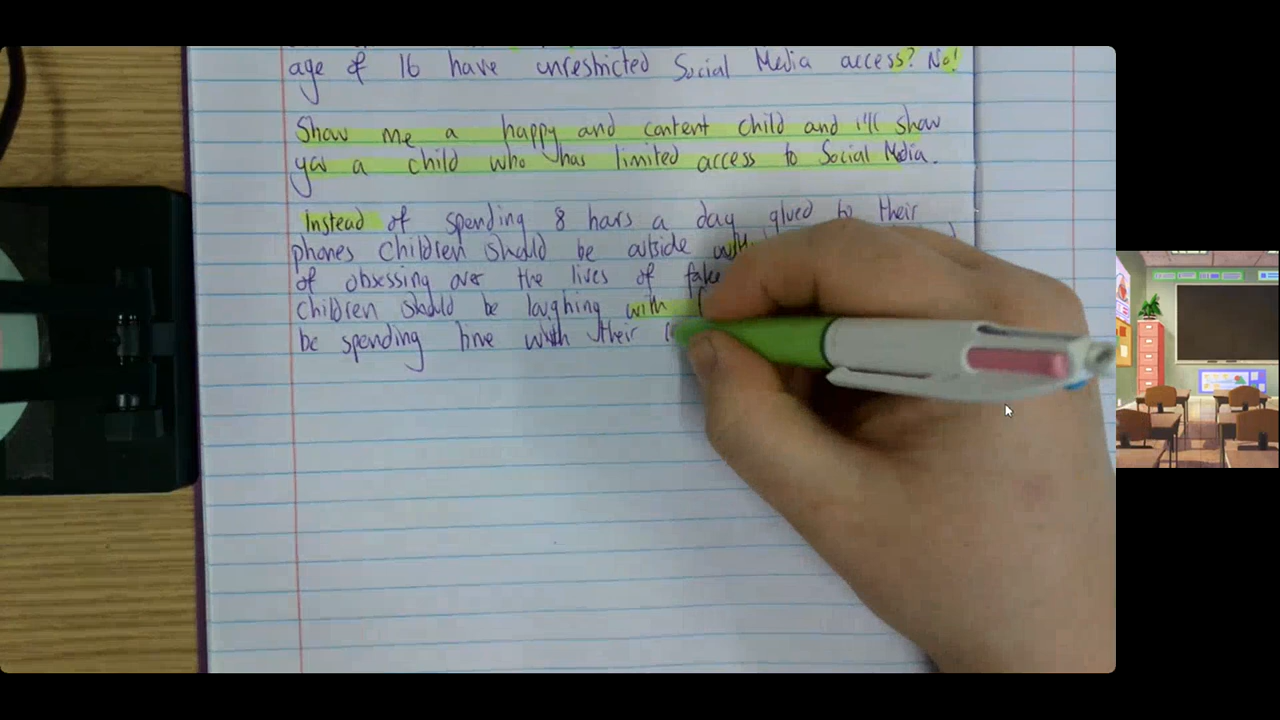 age of 16 have unrestricted Social Media access? No!
Show me a happy and content child and i'll show
you a child who has limited access to Social Media.
Instead of spending 8 hours a day glued to their
phones children should be outside with
of obsessing over the lives of fake
children should be laughing with
be spending time with their